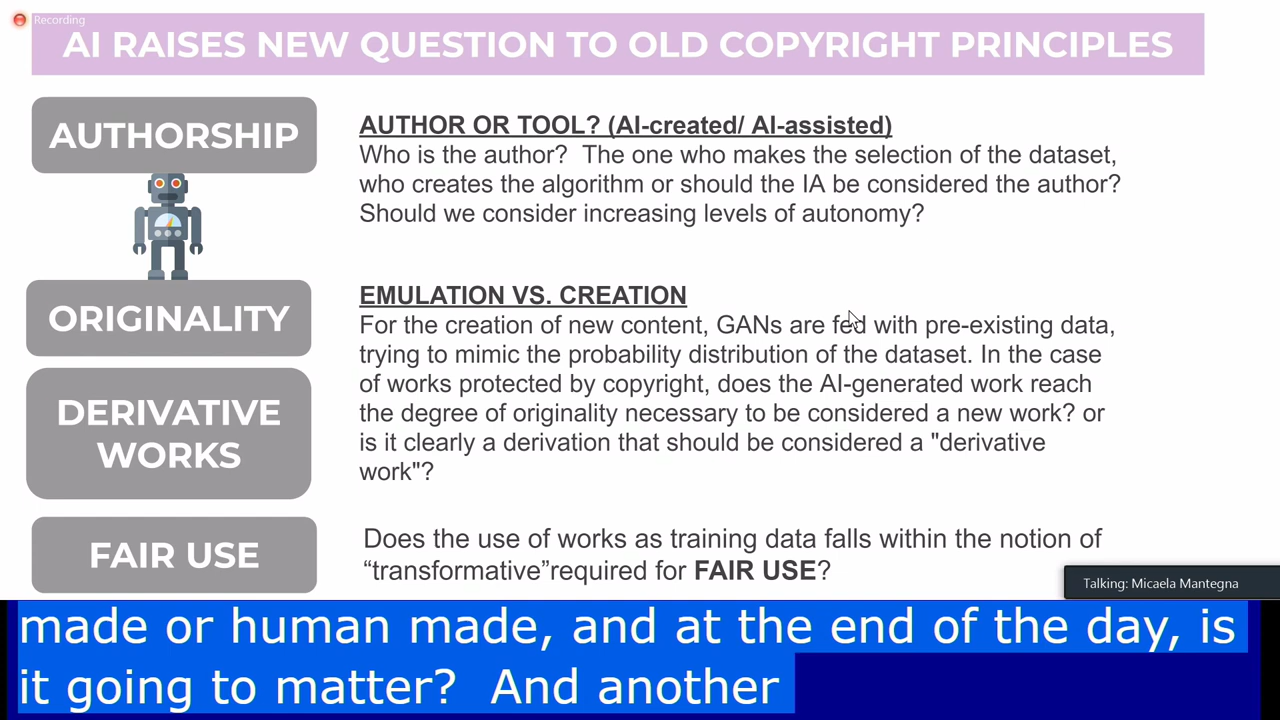 Recording
AI RAISES NEW QUESTION TO OLD COPYRIGHT PRINCIPLES
AUTHORSHIP
AUTHOR OR TOOL? (AI-created/ AI-assisted)
Who is the author?  The one who makes the selection of the dataset,
who creates the algorithm or should the IA be considered the author?
Should we consider increasing levels of autonomy?
ORIGINALITY
DERIVATIVE
WORKS
EMULATION VS. CREATION
For the creation of new content, GANs are fed with pre-existing data,
trying to mimic the probability distribution of the dataset. In the case
of works protected by copyright, does the AI-generated work reach
the degree of originality necessary to be considered a new work? or
is it clearly a derivation that should be considered a "derivative
work"?
FAIR USE
Does the use of works as training data falls within the notion of
“transformative”required for FAIR USE?
Talking: Micaela Mantegna
made or human made, and at the end of the day, is
it going to matter?  And another